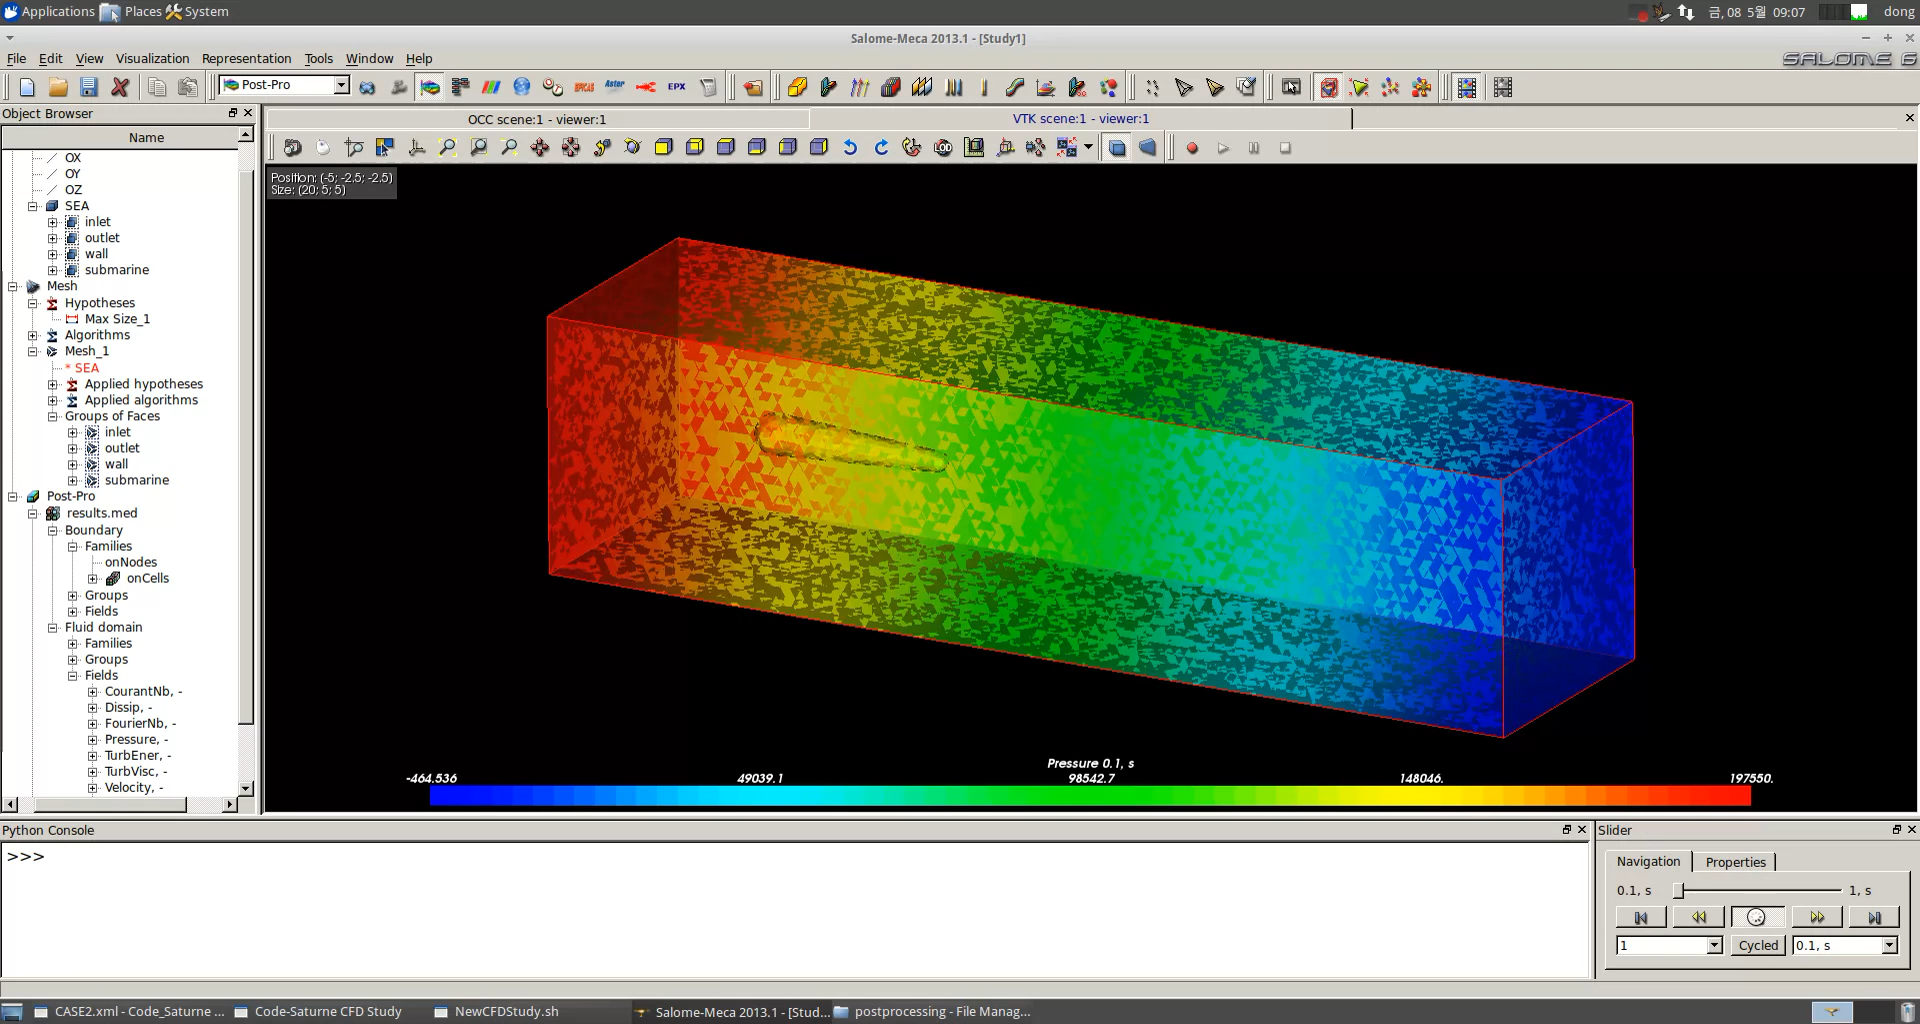 Applications Places System
금, 08 5월 09:07 dong
Salome-Meca 2013.1 - [Study1]
File Edit View Visualization Representation Tools Window Help
SALOME 6
Post-Pro
EFICAS Aster EPX
Object Browser
OCC scene:1 - viewer:1
VTK scene:1 - viewer:1
Name
OX
OY
OZ
SEA
inlet
outlet
wall
submarine
Mesh
Hypotheses
Max Size_1
Algorithms
Mesh_1
* SEA
Applied hypotheses
Applied algorithms
Groups of Faces
inlet
outlet
wall
submarine
Post-Pro
results.med
Boundary
Families
onNodes
onCells
Groups
Fields
Fluid domain
Families
Groups
Fields
CourantNb, -
Dissip, -
FourierNb, -
Pressure, -
TurbEner, -
TurbVisc, -
Velocity, -
LOD
Position: (-5; -2.5; -2.5)
Size: (20; 5; 5)
Pressure 0.1, s
-464.536 49039.1 98542.7 148046. 197550.
Python Console
>>>
Slider
Navigation Properties
0.1, s 1, s
1 Cycled 0.1, s
CASE2.xml - Code_Saturne ... Code-Saturne CFD Study NewCFDStudy.sh Salome-Meca 2013.1 - [Stud... postprocessing - File Manag...